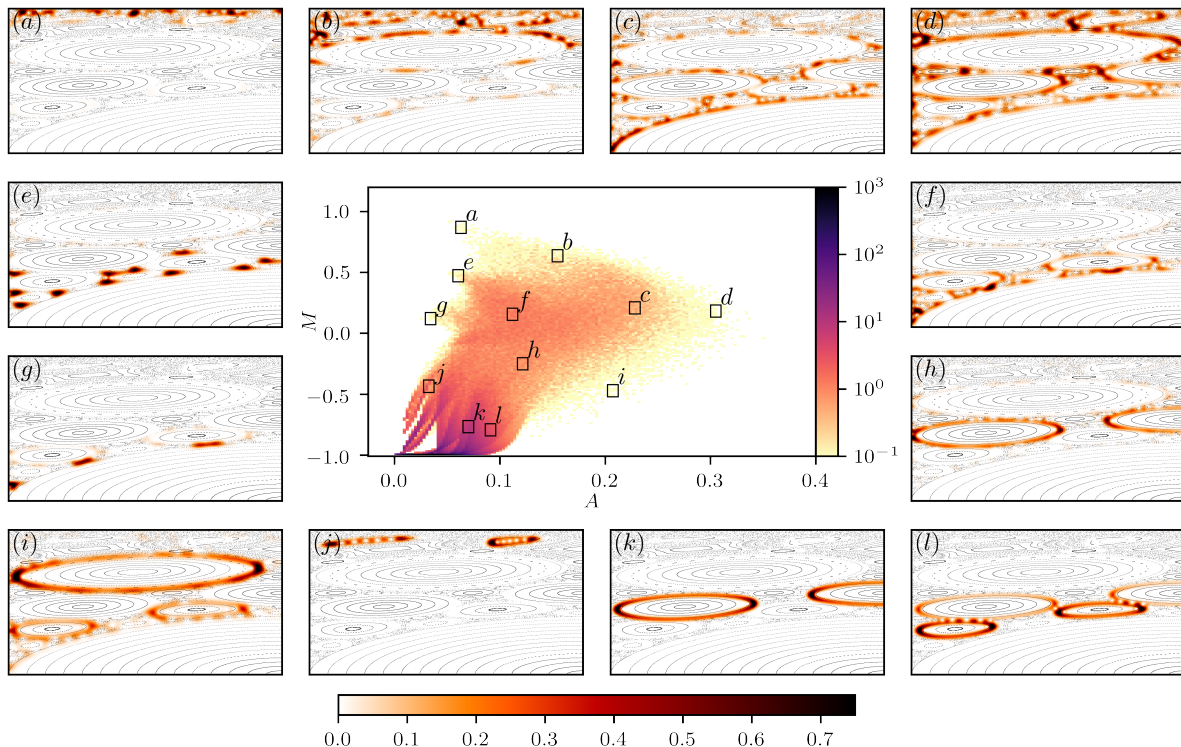 (a) (b) (c) (d)
(e) (f)
1.0
0.5
0.0
−0.5
−1.0
M
a
b
e
g
f
c
d
h
j
i
k
l
0.0 0.1 0.2 0.3 0.4
A
10^3
10^2
10^1
10^0
10^−1
(g) (h)
(i) (j) (k) (l)
0.0 0.1 0.2 0.3 0.4 0.5 0.6 0.7